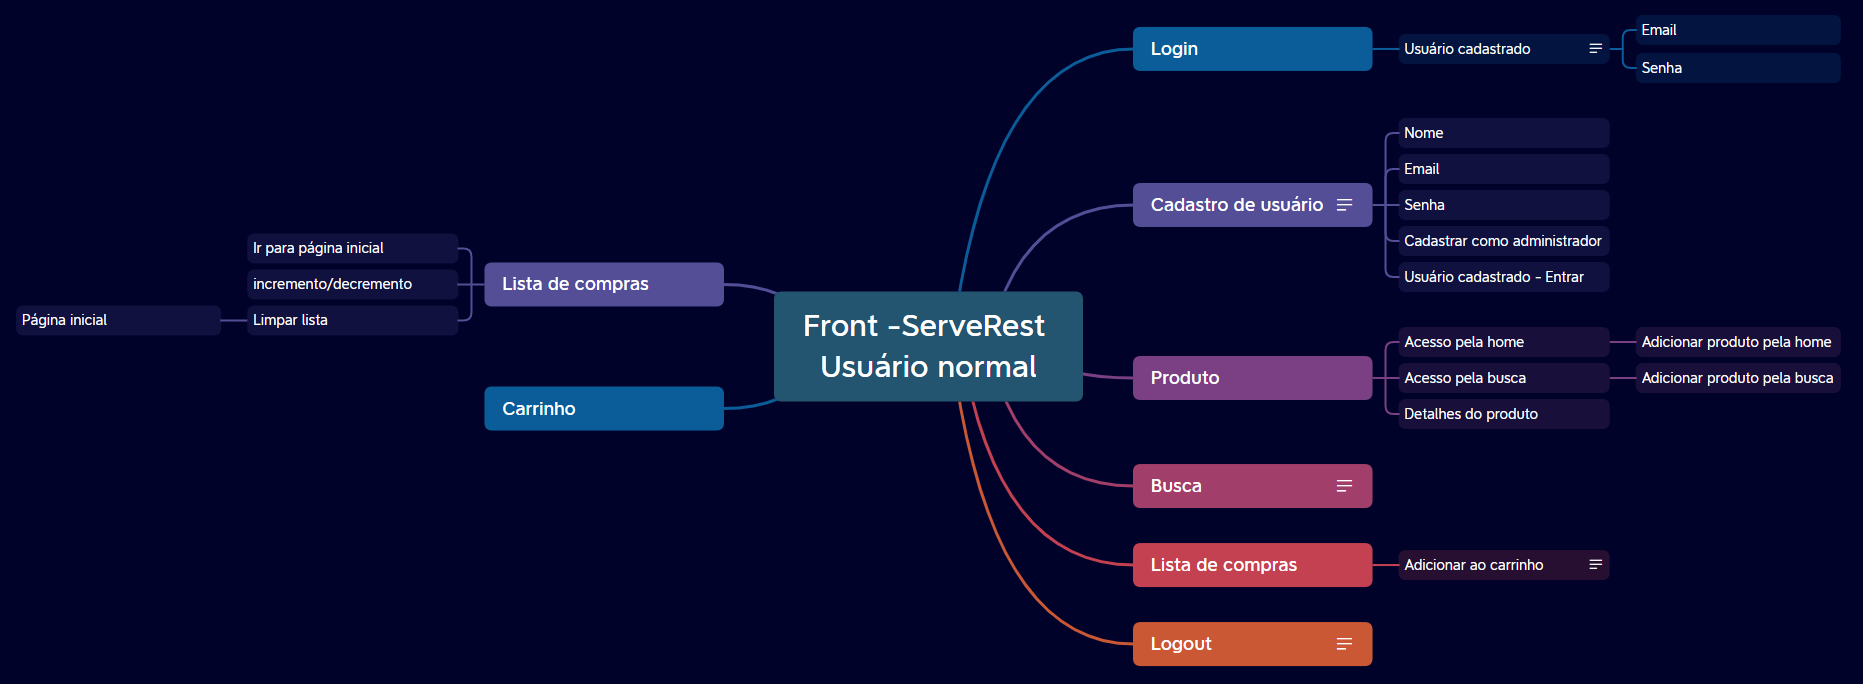 Front -ServeRest
Usuário normal
Login
Usuário cadastrado
Email
Senha
Cadastro de usuário
Nome
Email
Senha
Cadastrar como administrador
Usuário cadastrado - Entrar
Produto
Acesso pela home
Adicionar produto pela home
Acesso pela busca
Adicionar produto pela busca
Detalhes do produto
Busca
Lista de compras
Adicionar ao carrinho
Logout
Lista de compras
Ir para página inicial
incremento/decremento
Limpar lista
Página inicial
Carrinho